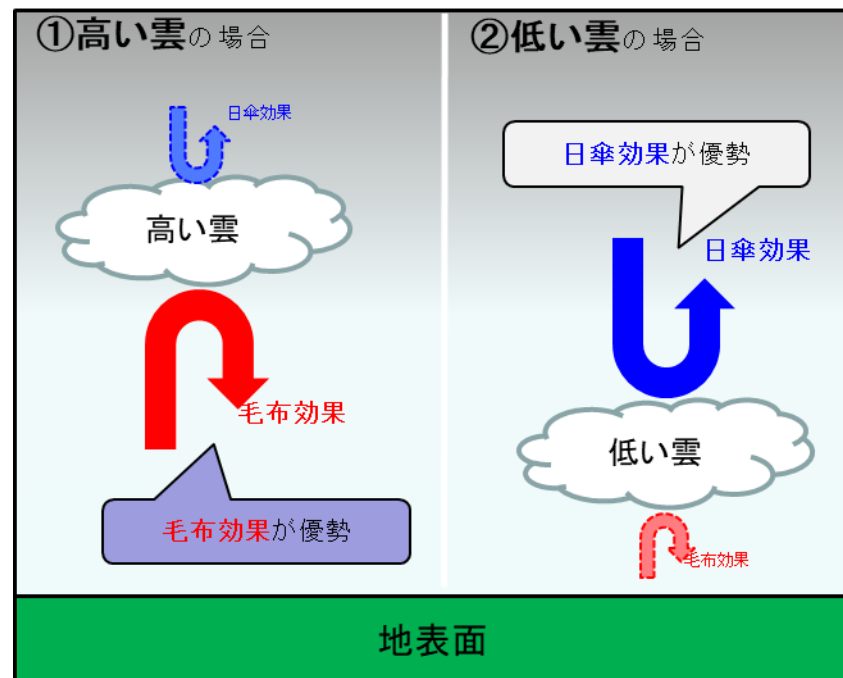 ①高い雲の場合
日傘効果
高い雲
毛布効果
毛布効果が優勢
②低い雲の場合
日傘効果が優勢
日傘効果
低い雲
毛布効果
地表面